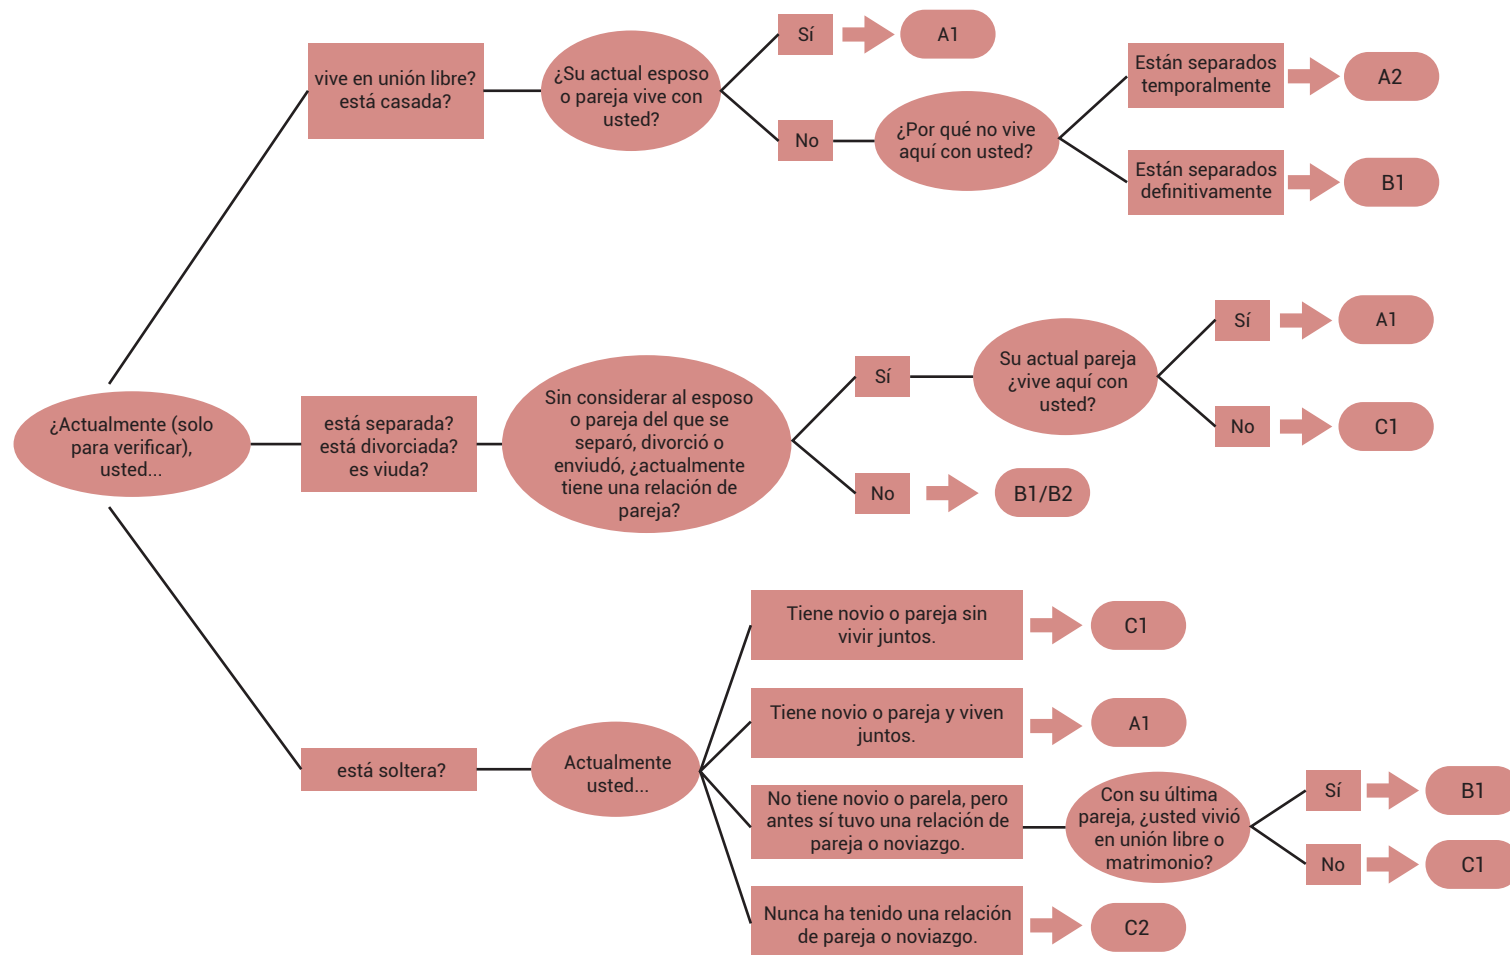 ¿Actualmente (solo
para verificar),
usted...
vive en unión libre?
está casada?
¿Su actual esposo
o pareja vive con
usted?
Sí
A1
No
¿Por qué no vive
aquí con usted?
Están separados
temporalmente
A2
Están separados
definitivamente
B1
está separada?
está divorciada?
es viuda?
Sin considerar al esposo
o pareja del que se
separó, divorció o
enviudó, ¿actualmente
tiene una relación de
pareja?
Sí
Su actual pareja
¿vive aquí con
usted?
Sí
A1
No
C1
No
B1/B2
está soltera?
Actualmente
usted...
Tiene novio o pareja sin
vivir juntos.
C1
Tiene novio o pareja y viven
juntos.
A1
No tiene novio o parela, pero
antes sí tuvo una relación de
pareja o noviazgo.
Con su última
pareja, ¿usted vivió
en unión libre o
matrimonio?
Sí
B1
No
C1
Nunca ha tenido una relación
de pareja o noviazgo.
C2